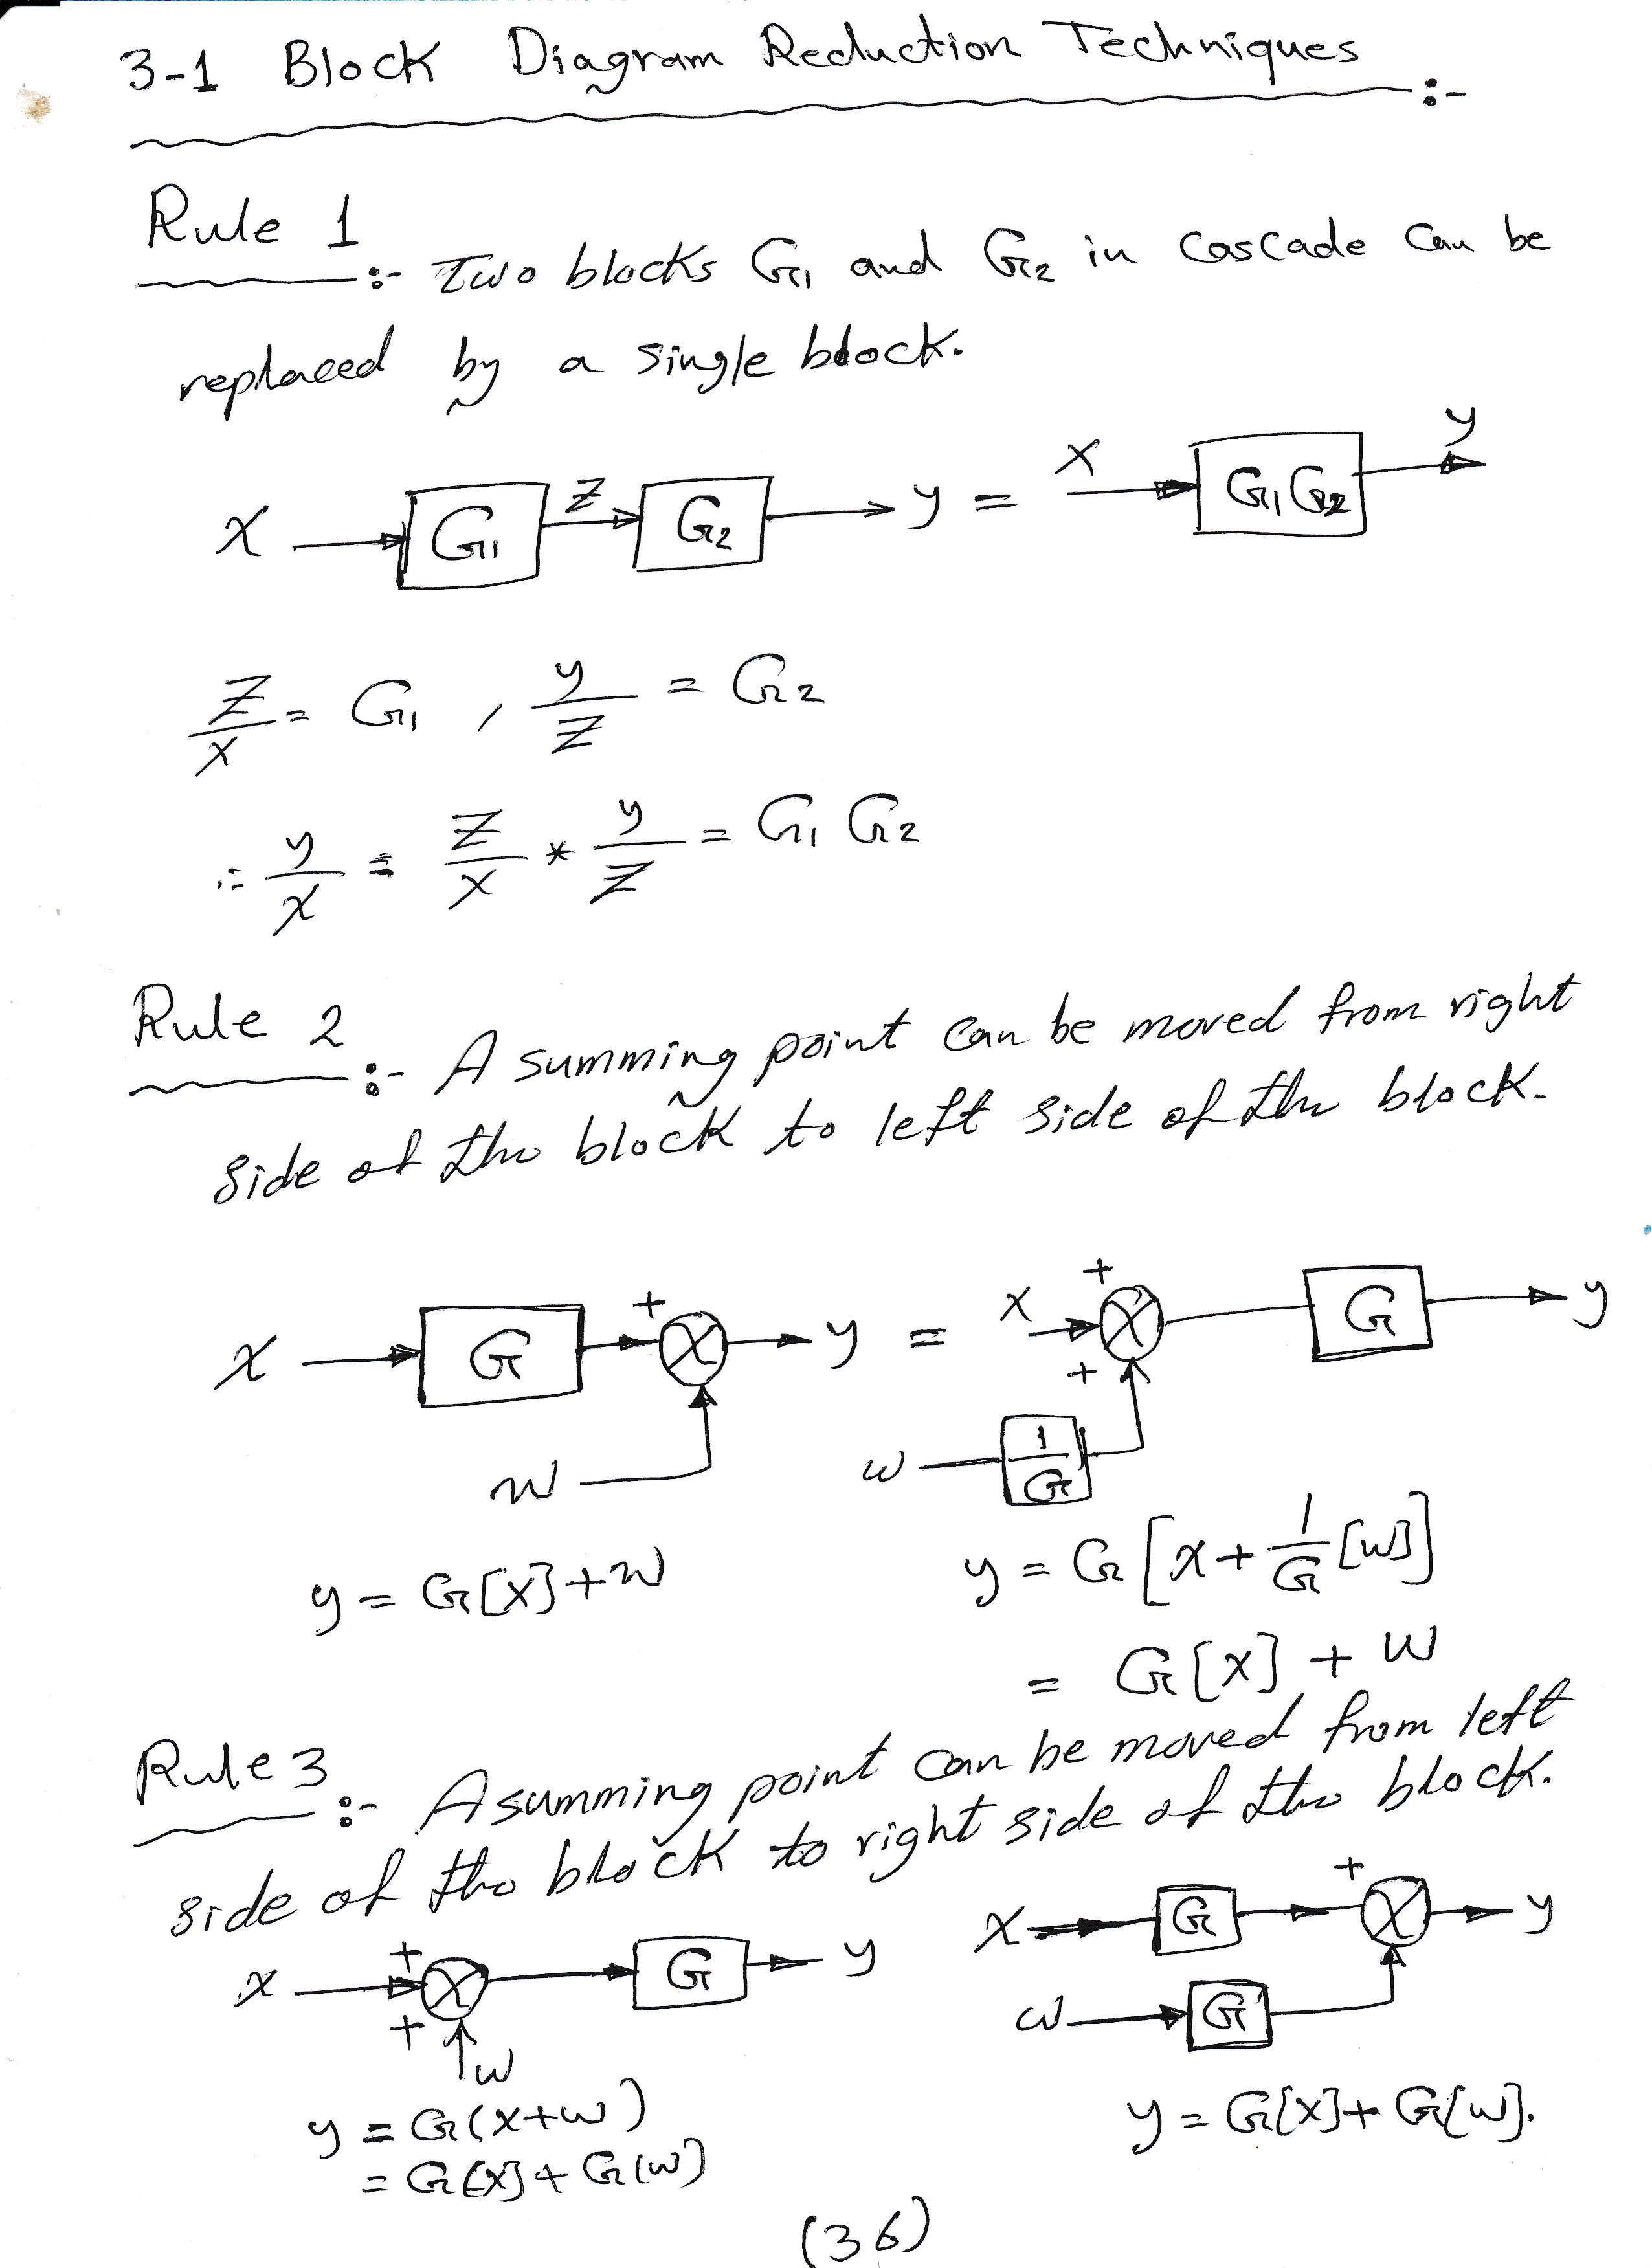 3-1 Block Diagram Reduction Techniques :-
Rule 1 :- Two blocks G1 and G2 in Cascade Can be
replaced by a single block.
X G1 Z G2 y = X G1G2 y
Z/X = G1 , y/Z = G2
∴ y/X = Z/X * y/Z = G1 G2
Rule 2 :- A summing point can be moved from right
side of the block to left side of the block.
X G + y = X + G y
+
w w 1/G
y = G[X]+w y = G[X+1/G[w]]
= G[X] + w
Rule 3 :- A summing point can be moved from left
side of the block to right side of the block.
X + G y X G + y
+ w w G
y = G(X+w) y = G[X]+G[w].
= G[X]+G(w)
(36)